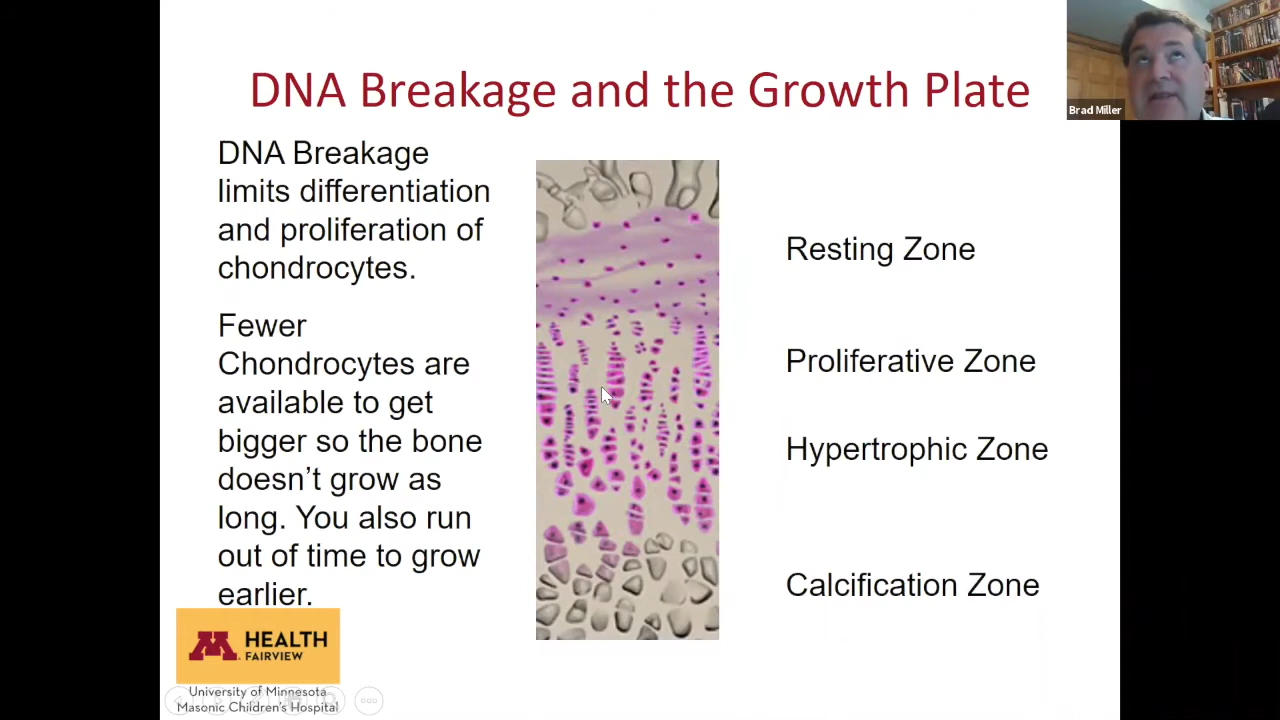 DNA Breakage and the Growth Plate
Brad Miller
DNA Breakage
limits differentiation
and proliferation of
chondrocytes.
Fewer
Chondrocytes are
available to get
bigger so the bone
doesn’t grow as
long. You also run
out of time to grow
earlier.
Resting Zone
Proliferative Zone
Hypertrophic Zone
Calcification Zone
M HEALTH
FAIRVIEW
University of Minnesota
Masonic Children's Hospital